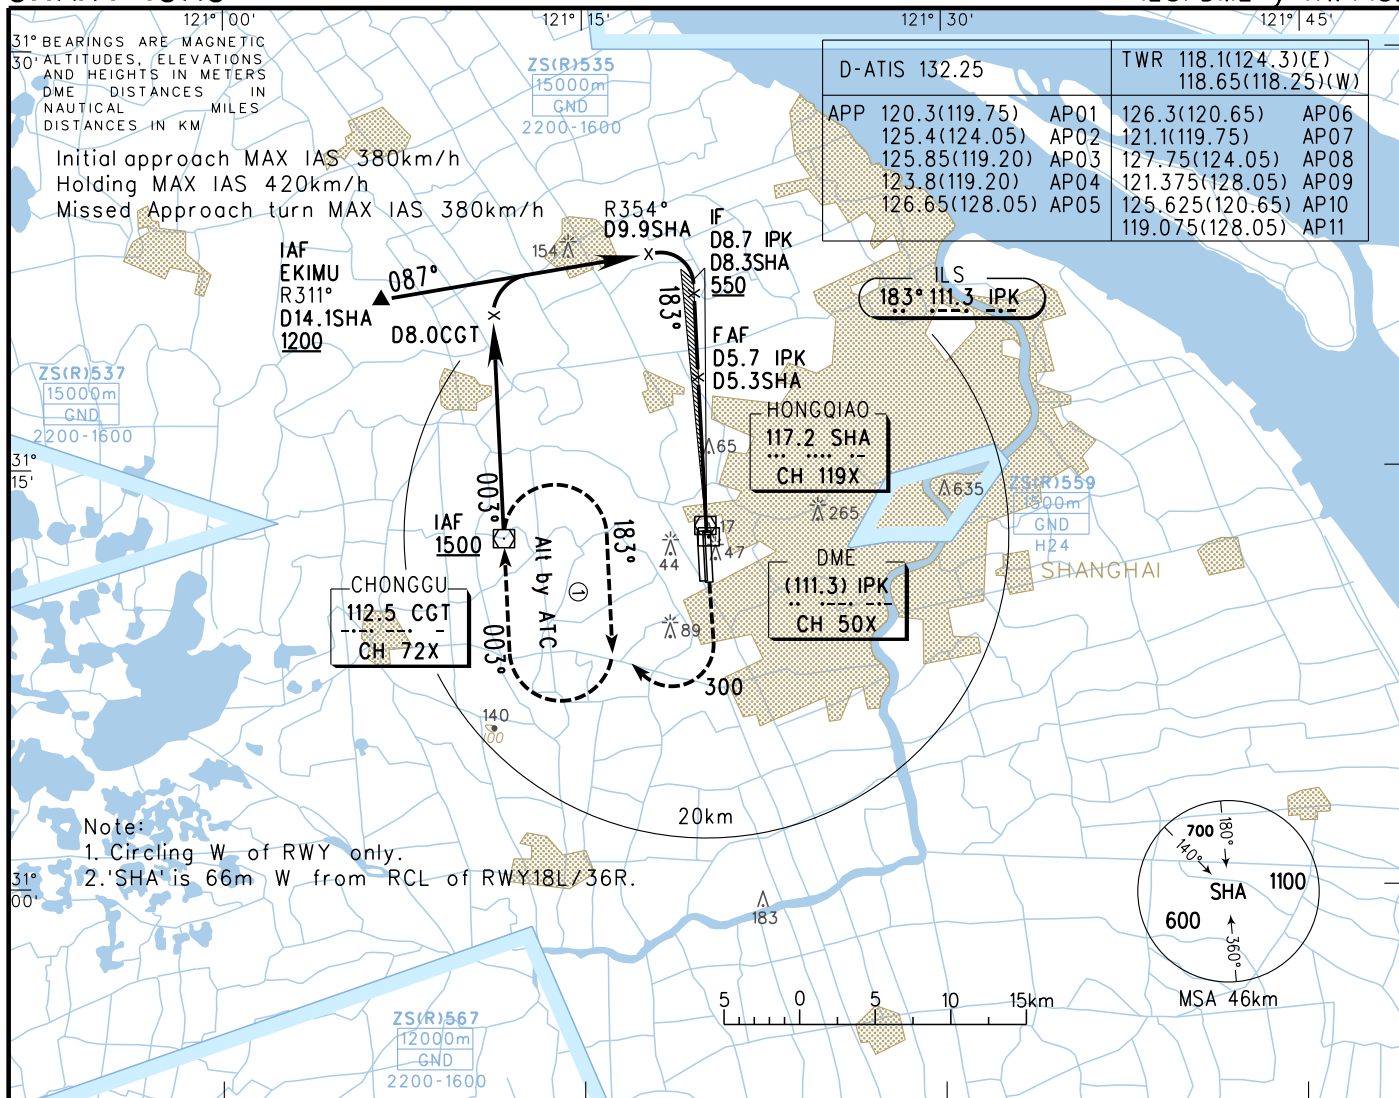 121° 00'
121° 15'
121° 30'
121° 45'
31°
30'
BEARINGS ARE MAGNETIC
ALTITUDES, ELEVATIONS
AND HEIGHTS IN METERS
DME DISTANCES IN
NAUTICAL MILES
DISTANCES IN KM
Initial approach MAX IAS 380km/h
Holding MAX IAS 420km/h
Missed Approach turn MAX IAS 380km/h
ZS(R)535
15000m
GND
2200-1600
D-ATIS 132.25
TWR 118.1(124.3)(E)
118.65(118.25)(W)
APP 120.3(119.75) AP01
125.4(124.05) AP02
125.85(119.20) AP03
123.8(119.20) AP04
126.65(128.05) AP05
126.3(120.65) AP06
121.1(119.75) AP07
127.75(124.05) AP08
121.375(128.05) AP09
125.625(120.65) AP10
119.075(128.05) AP11
IAF
EKIMU
R311°
D14.1SHA
1200
087°
154
R354°
D9.9SHA
IF
D8.7 IPK
D8.3SHA
550
183°
ILS
183° 111.3 IPK
D8.0CGT
FAF
D5.7 IPK
D5.3SHA
ZS(R)537
15000m
GND
2200-1600
HONGQIAO
117.2 SHA
CH 119X
65
31°
15'
635
ZS(R)559
1500m
GND
H24
265
003°
IAF
1500
183°
17
47
44
Alt by ATC
1
DME
(111.3) IPK
CH 50X
SHANGHAI
CHONGGU
112.5 CGT
CH 72X
003°
89
300
140
100
20km
Note:
1. Circling W of RWY only.
2.'SHA' is 66m W from RCL of RWY18L/36R.
31°
00'
183
700
180°
140°
SHA
1100
600
360°
MSA 46km
5 0 5 10 15km
ZS(R)567
12000m
GND
2200-1600